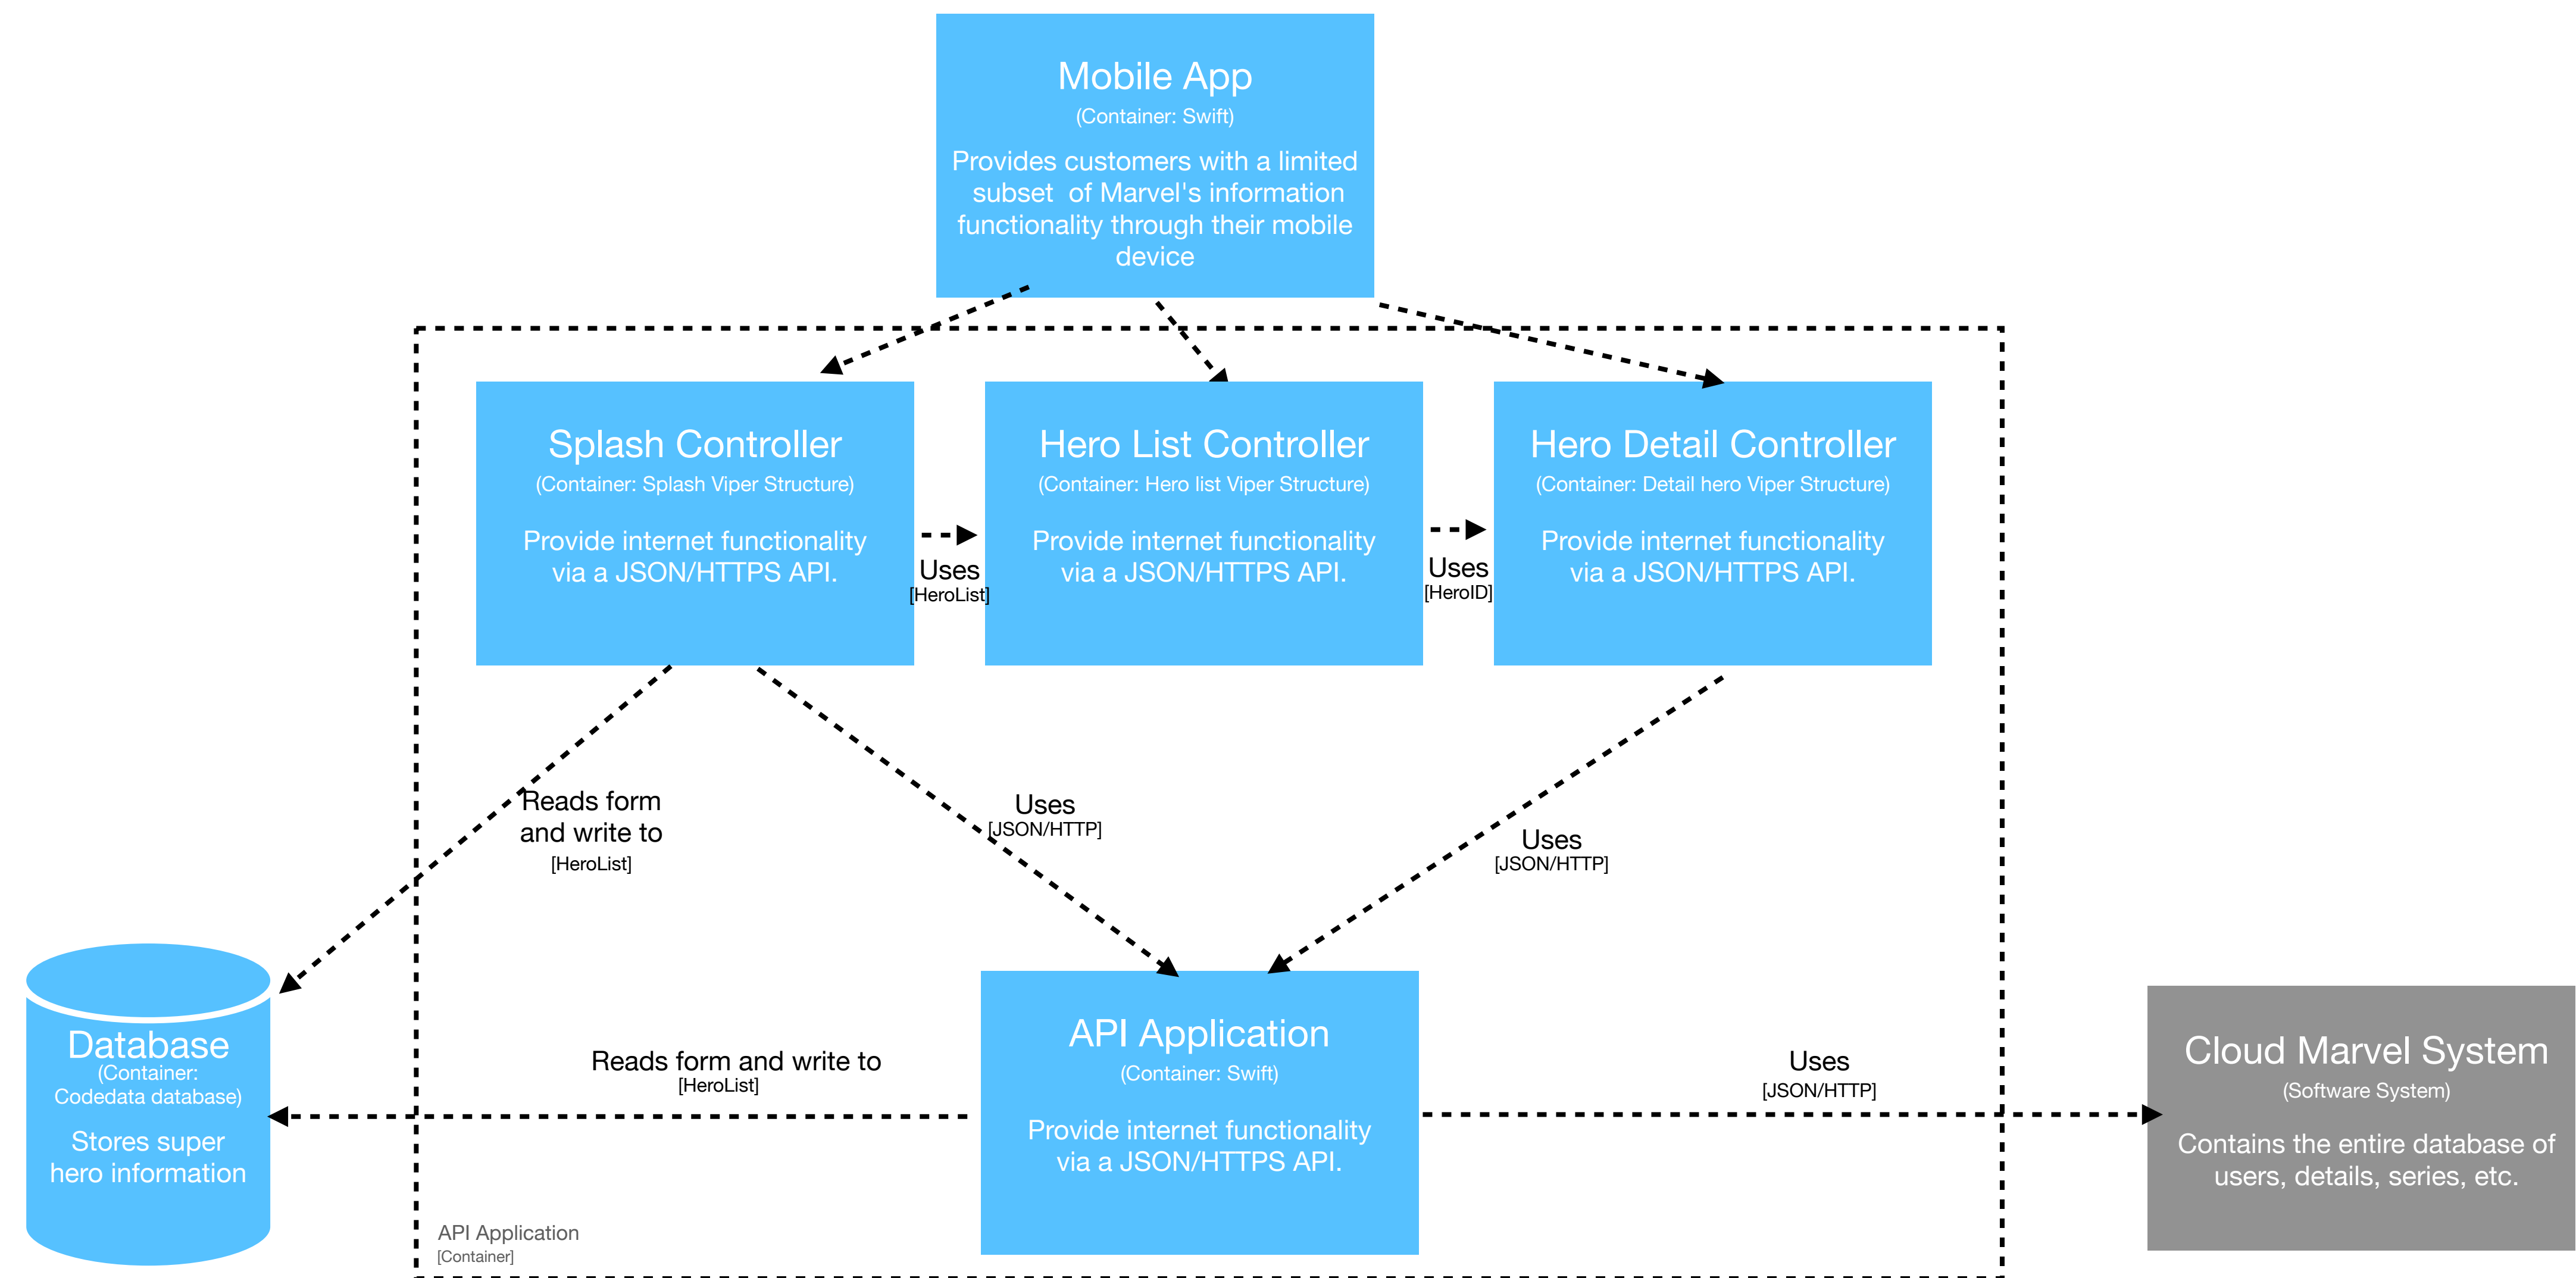 Mobile App
(Container: Swift)
Provides customers with a limited
subset  of Marvel's information
functionality through their mobile
device
Splash Controller
(Container: Splash Viper Structure)
Provide internet functionality
via a JSON/HTTPS API.
Uses
[HeroList]
Hero List Controller
(Container: Hero list Viper Structure)
Provide internet functionality
via a JSON/HTTPS API.
Uses
[HeroID]
Hero Detail Controller
(Container: Detail hero Viper Structure)
Provide internet functionality
via a JSON/HTTPS API.
Reads form
and write to
[HeroList]
Uses
[JSON/HTTP]
Uses
[JSON/HTTP]
Database
(Container:
Codedata database)
Stores super
hero information
Reads form and write to
[HeroList]
API Application
(Container: Swift)
Provide internet functionality
via a JSON/HTTPS API.
Uses
[JSON/HTTP]
Cloud Marvel System
(Software System)
Contains the entire database of
users, details, series, etc.
API Application
[Container]